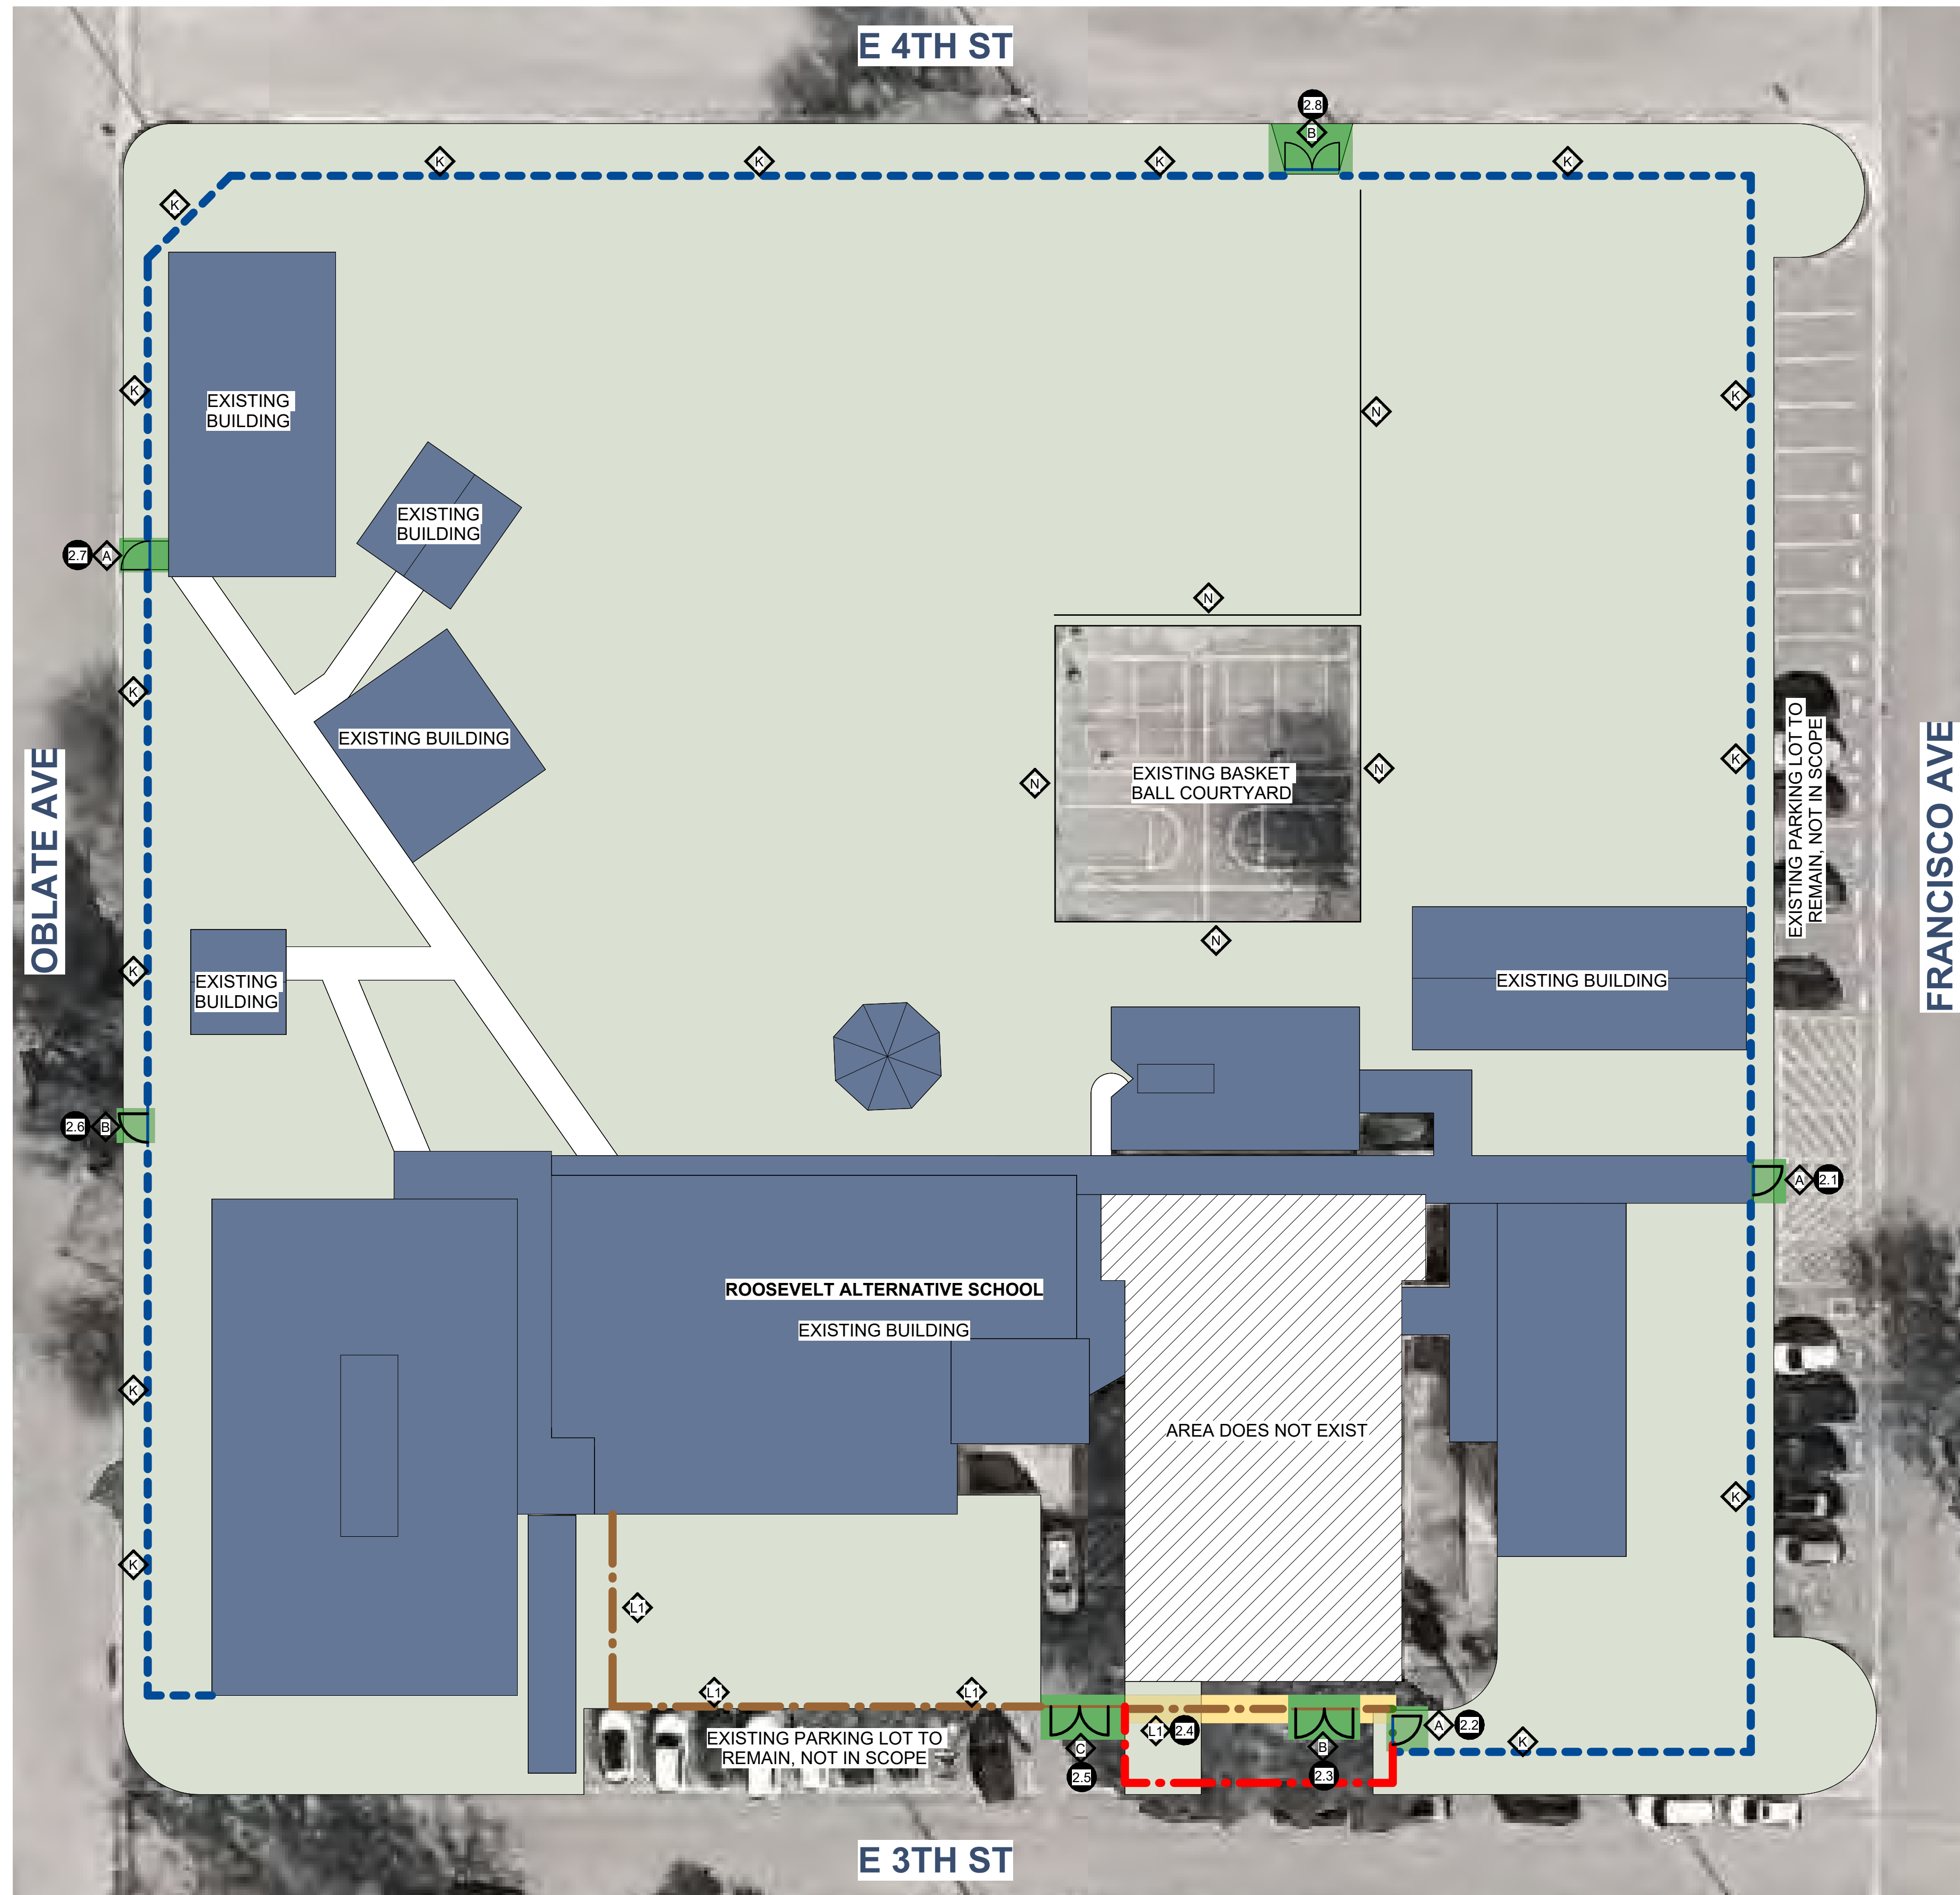 E 4TH ST
2.8
B
K
K
K
K
K
K
K
EXISTING
BUILDING
N
EXISTING
BUILDING
2.7
A
N
K
EXISTING BUILDING
EXISTING PARKING LOT TO
REMAIN, NOT IN SCOPE
OBLATE AVE
FRANCISCO AVE
K
N
EXISTING BASKET
BALL COURTYARD
N
N
K
EXISTING
BUILDING
EXISTING BUILDING
2.6
B
A
2.1
ROOSEVELT ALTERNATIVE SCHOOL
EXISTING BUILDING
K
AREA DOES NOT EXIST
K
K
L1
L1
L1
EXISTING PARKING LOT TO
REMAIN, NOT IN SCOPE
C
2.5
L1
2.4
B
2.3
A
2.2
K
E 3TH ST